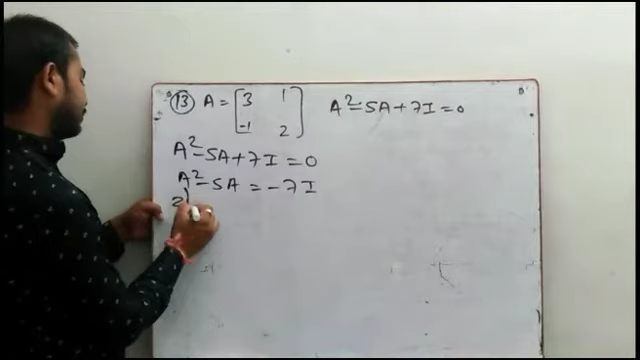 (13) A = [3 1 A²-5A+7I=0
-1 2]
A²-5A+7I=0
A²-5A=-7I